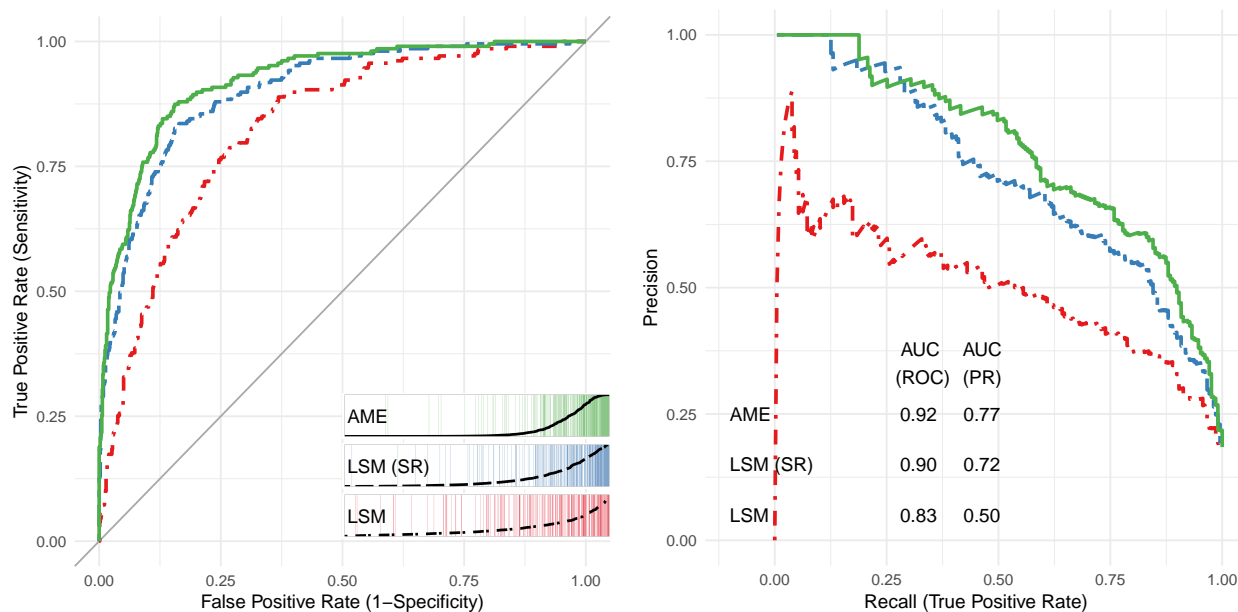 1.00
0.75
0.50
0.25
0.00
True Positive Rate (Sensitivity)
AME
LSM (SR)
LSM
0.00
0.25
0.50
0.75
1.00
False Positive Rate (1−Specificity)
1.00
0.75
0.50
0.25
0.00
Precision
AUC AUC
(ROC) (PR)
AME 0.92 0.77
LSM (SR) 0.90 0.72
LSM 0.83 0.50
0.00
0.25
0.50
0.75
1.00
Recall (True Positive Rate)